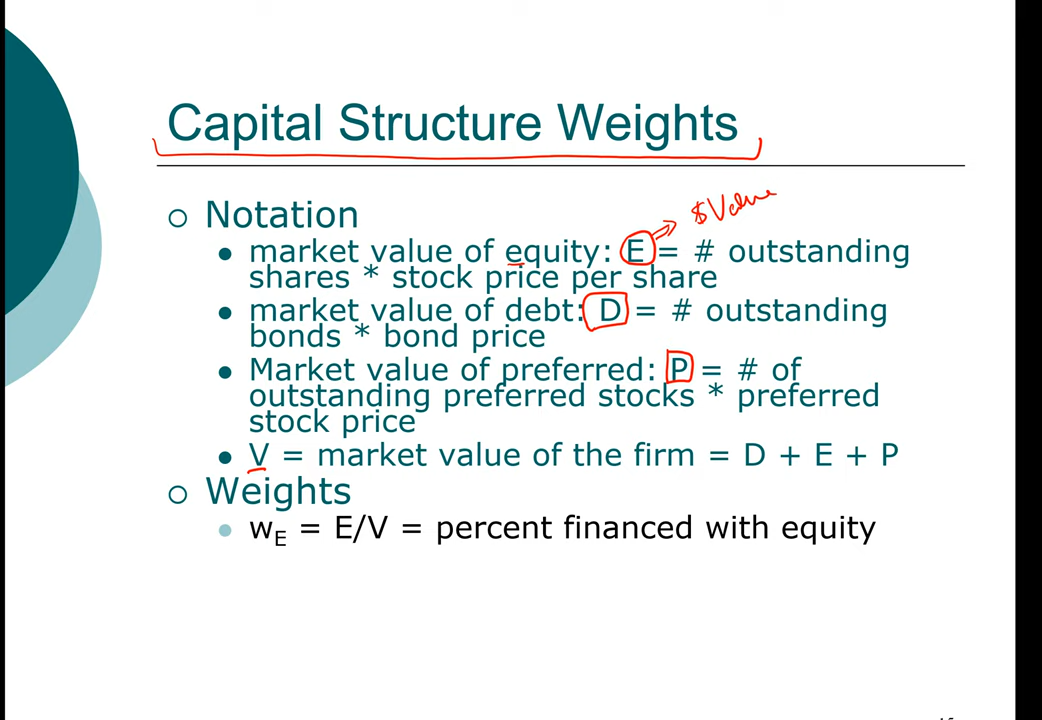 Capital Structure Weights
Notation
$Value
market value of equity: E = # outstanding
shares * stock price per share
market value of debt: D = # outstanding
bonds * bond price
Market value of preferred: P = # of
outstanding preferred stocks * preferred
stock price
V = market value of the firm = D + E + P
Weights
wE = E/V = percent financed with equity